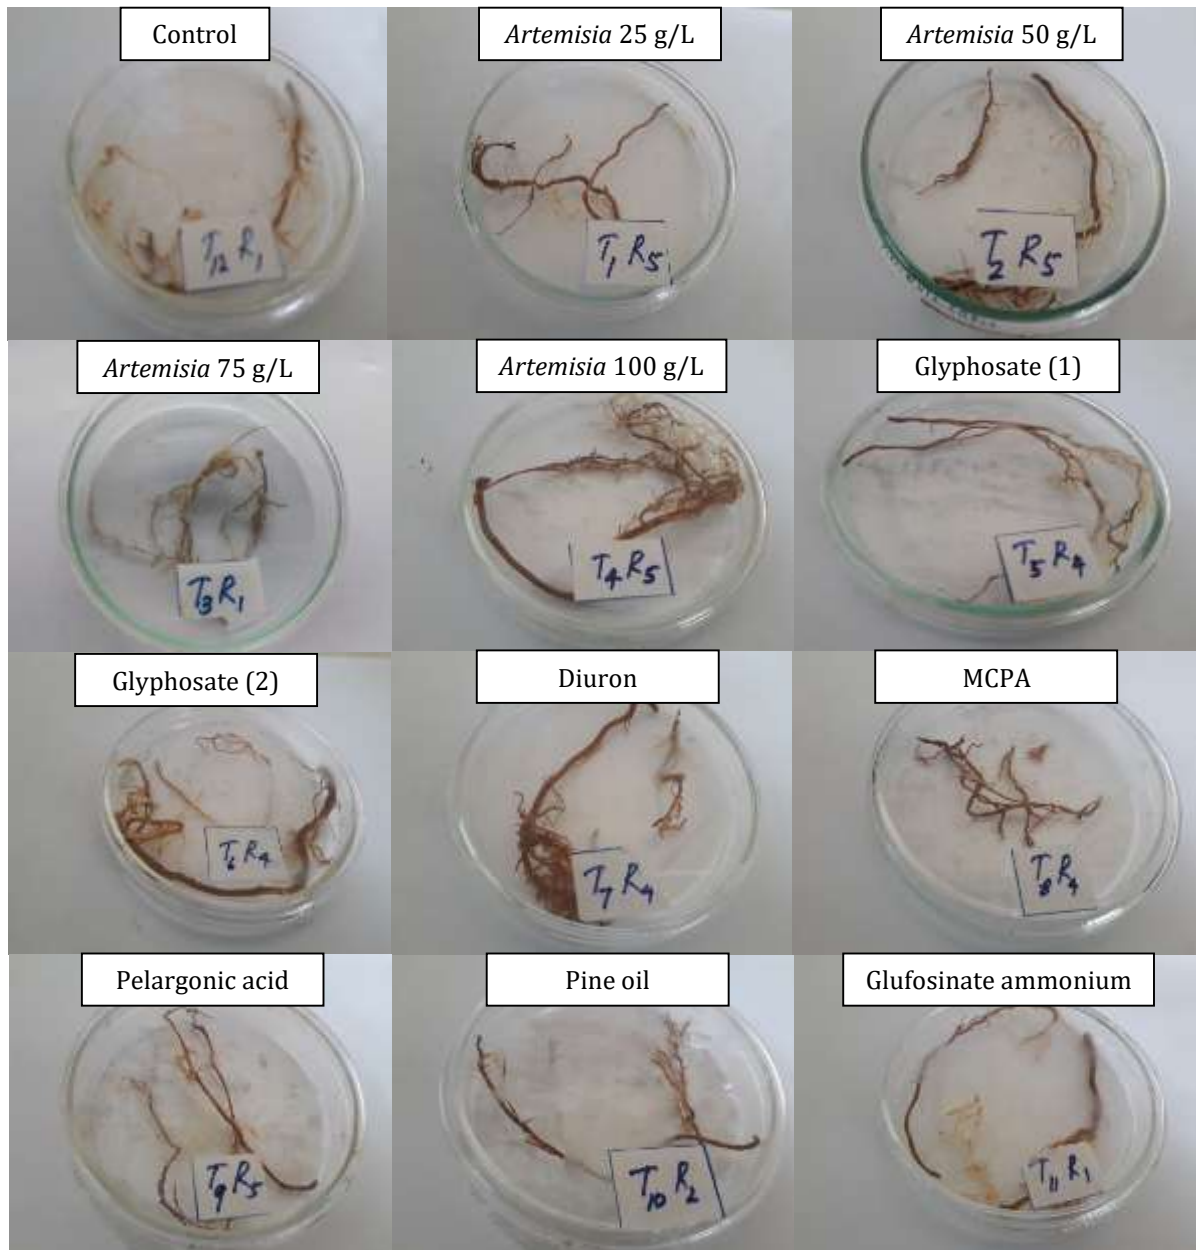 Control
Artemisia 25 g/L
Artemisia 50 g/L
T12 R1
T1 R5
T2 R5
Artemisia 75 g/L
Artemisia 100 g/L
Glyphosate (1)
T3 R1
T4 R5
T5 R4
Glyphosate (2)
Diuron
MCPA
T6 R4
T7 R4
T8 R4
Pelargonic acid
Pine oil
Glufosinate ammonium
T9 R5
T10 R2
T11 R1